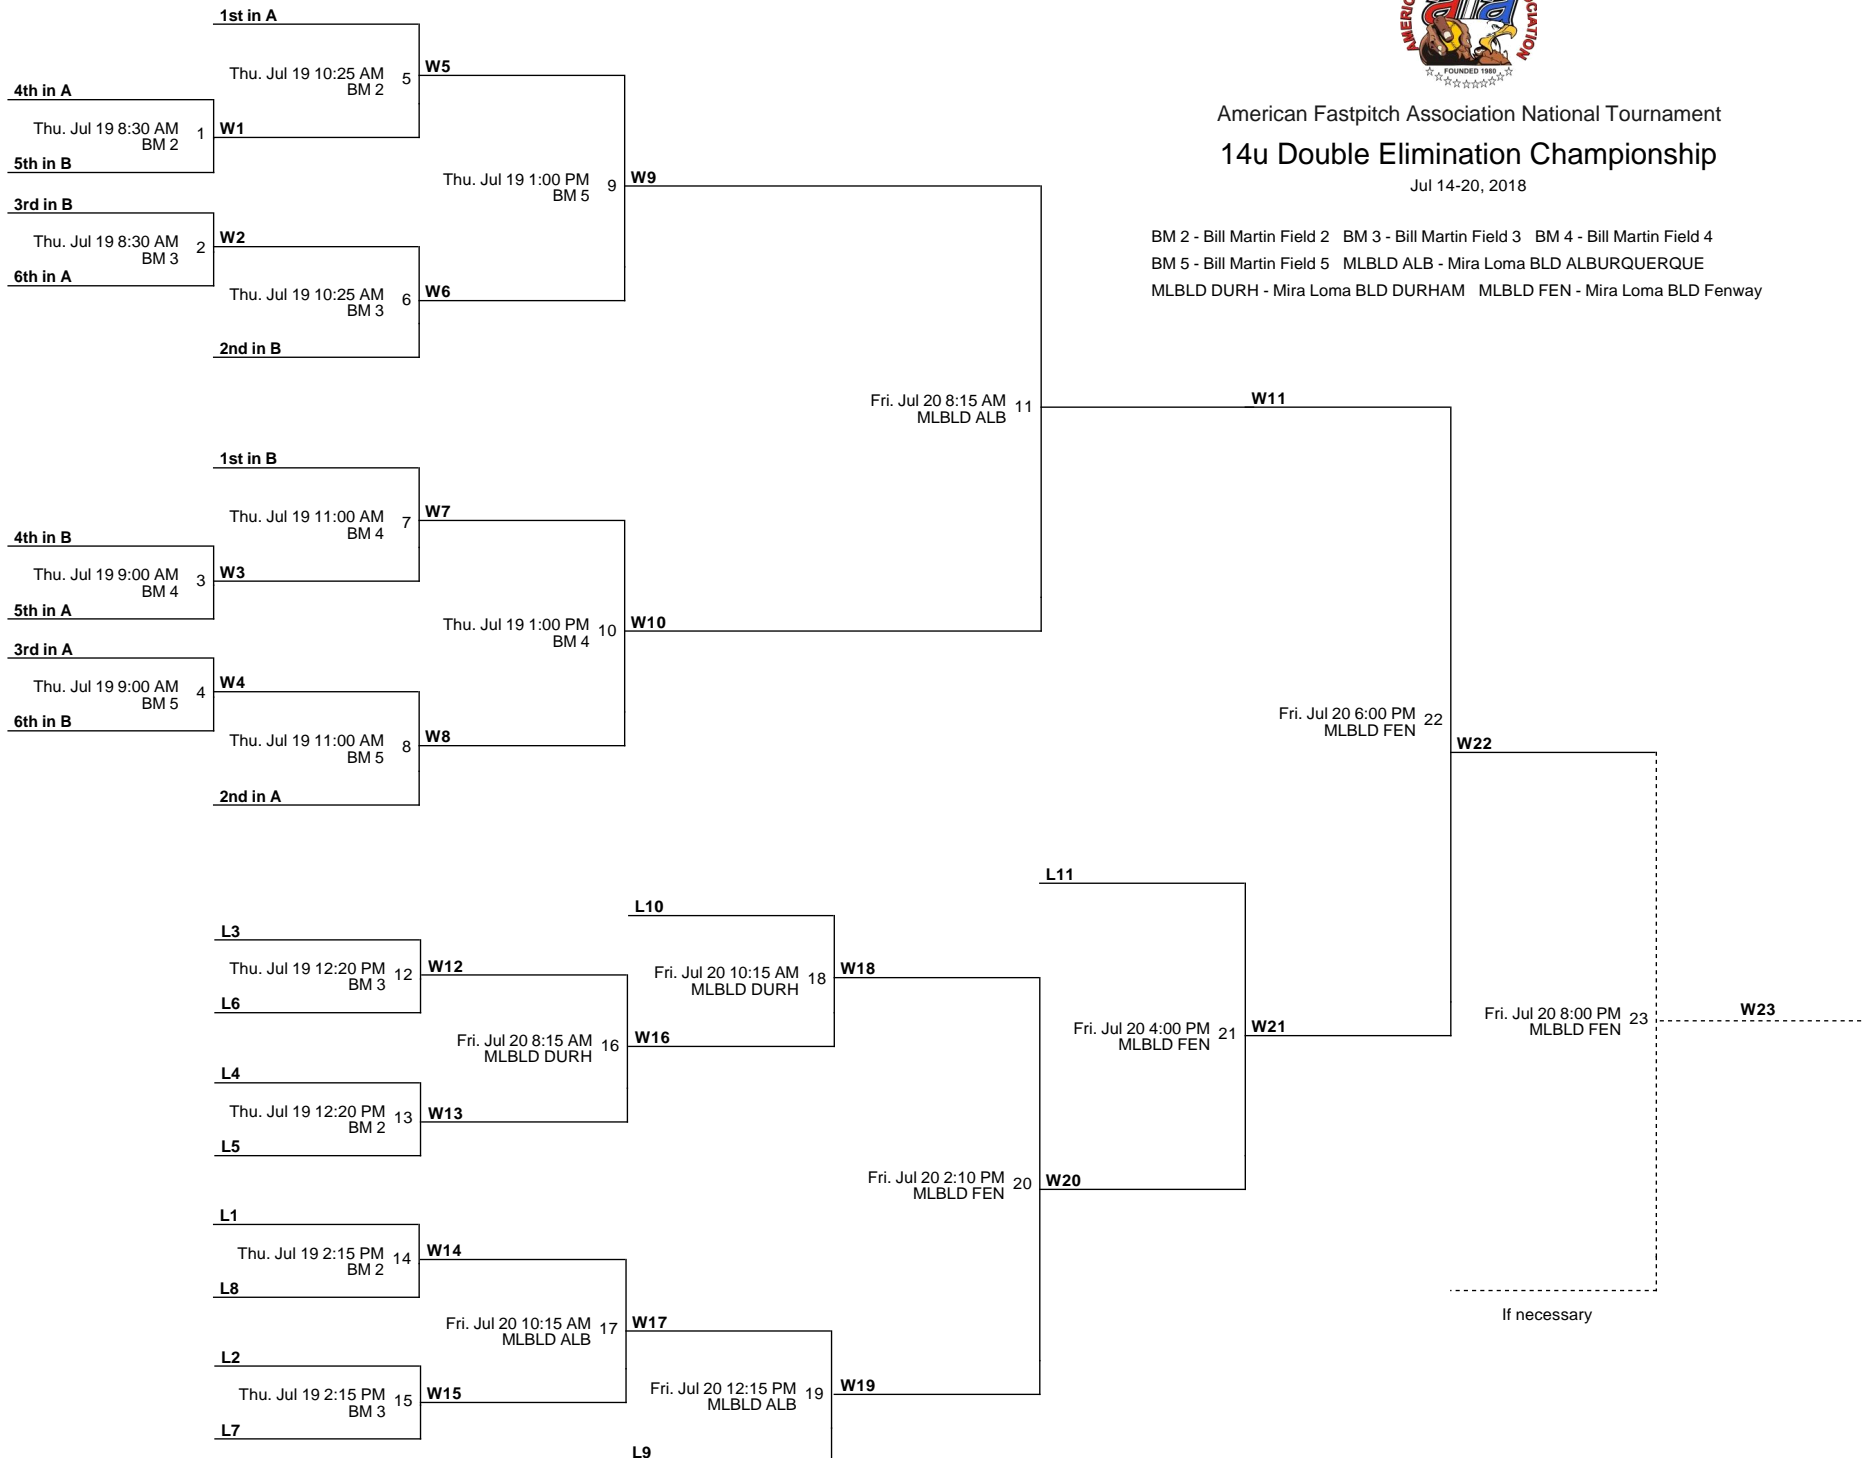 AMERIC
CIATION
afa
FOUNDED 1980
American Fastpitch Association National Tournament
14u Double Elimination Championship
Jul 14-20, 2018
BM 2 - Bill Martin Field 2 BM 3 - Bill Martin Field 3 BM 4 - Bill Martin Field 4
BM 5 - Bill Martin Field 5 MLBLD ALB - Mira Loma BLD ALBURQUERQUE
MLBLD DURH - Mira Loma BLD DURHAM MLBLD FEN - Mira Loma BLD Fenway
1st in A
Thu. Jul 19 10:25 AM 5
BM 2
W5
4th in A
Thu. Jul 19 8:30 AM 1
BM 2
W1
5th in B
3rd in B
Thu. Jul 19 8:30 AM 2
BM 3
W2
6th in A
Thu. Jul 19 10:25 AM 6
BM 3
W6
2nd in B
Thu. Jul 19 1:00 PM 9
BM 5
W9
Fri. Jul 20 8:15 AM 11
MLBLD ALB
W11
1st in B
Thu. Jul 19 11:00 AM 7
BM 4
W7
4th in B
Thu. Jul 19 9:00 AM 3
BM 4
W3
5th in A
3rd in A
Thu. Jul 19 9:00 AM 4
BM 5
W4
6th in B
Thu. Jul 19 11:00 AM 8
BM 5
W8
2nd in A
Thu. Jul 19 1:00 PM 10
BM 4
W10
Fri. Jul 20 6:00 PM 22
MLBLD FEN
W22
L3
Thu. Jul 19 12:20 PM 12
BM 3
W12
L6
L4
Thu. Jul 19 12:20 PM 13
BM 2
W13
L5
Fri. Jul 20 8:15 AM 16
MLBLD DURH
W16
L10
Fri. Jul 20 10:15 AM 18
MLBLD DURH
W18
L11
Fri. Jul 20 4:00 PM 21
MLBLD FEN
W21
Fri. Jul 20 8:00 PM 23
MLBLD FEN
W23
Fri. Jul 20 2:10 PM 20
MLBLD FEN
W20
L1
Thu. Jul 19 2:15 PM 14
BM 2
W14
L8
L2
Thu. Jul 19 2:15 PM 15
BM 3
W15
L7
Fri. Jul 20 10:15 AM 17
MLBLD ALB
W17
Fri. Jul 20 12:15 PM 19
MLBLD ALB
W19
L9
If necessary